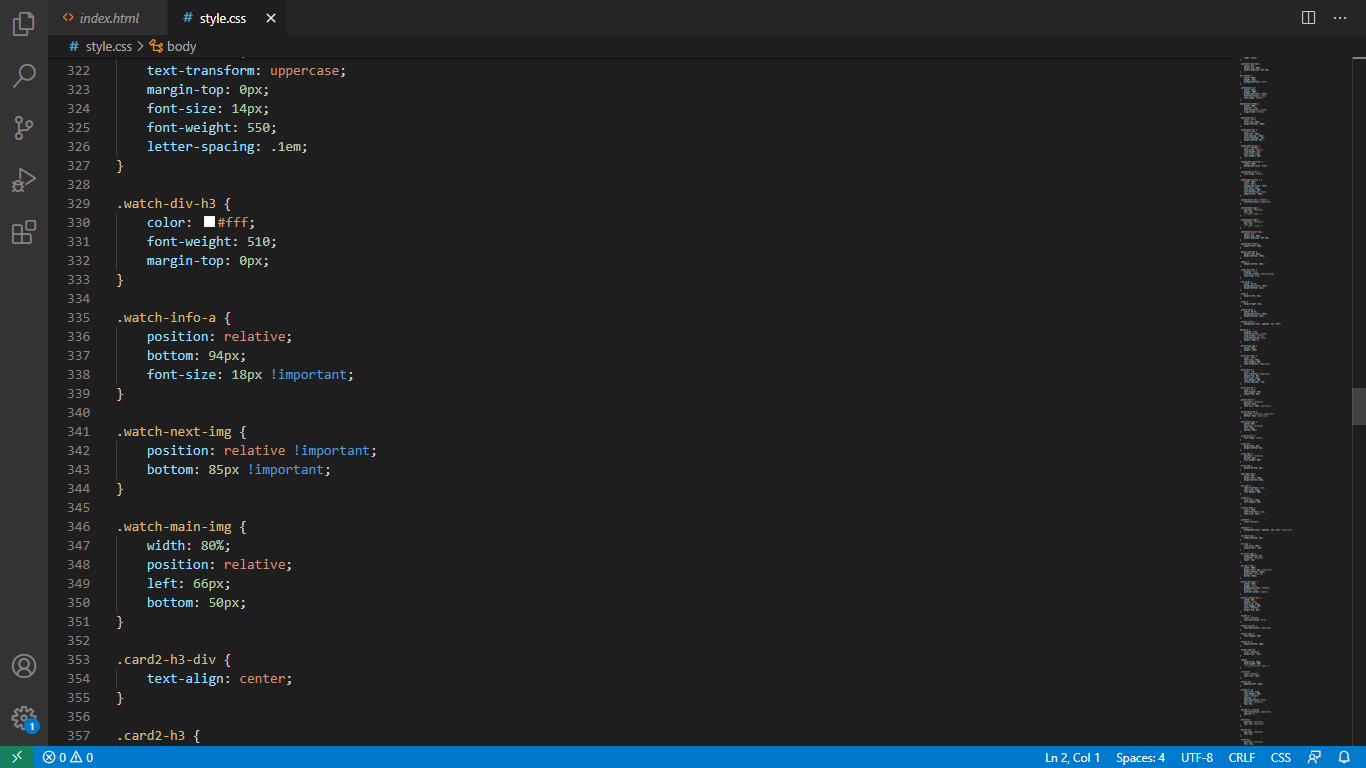 index.html
style.css
style.css > body
322 text-transform: uppercase;
323 margin-top: 0px;
324 font-size: 14px;
325 font-weight: 550;
326 letter-spacing: .1em;
327 }
328
329 .watch-div-h3 {
330 color: #fff;
331 font-weight: 510;
332 margin-top: 0px;
333 }
334
335 .watch-info-a {
336 position: relative;
337 bottom: 94px;
338 font-size: 18px !important;
339 }
340
341 .watch-next-img {
342 position: relative !important;
343 bottom: 85px !important;
344 }
345
346 .watch-main-img {
347 width: 80%;
348 position: relative;
349 left: 66px;
350 bottom: 50px;
351 }
352
353 .card2-h3-div {
354 text-align: center;
355 }
356
357 .card2-h3 {
1
0 0 Ln 2, Col 1 Spaces: 4 UTF-8 CRLF CSS